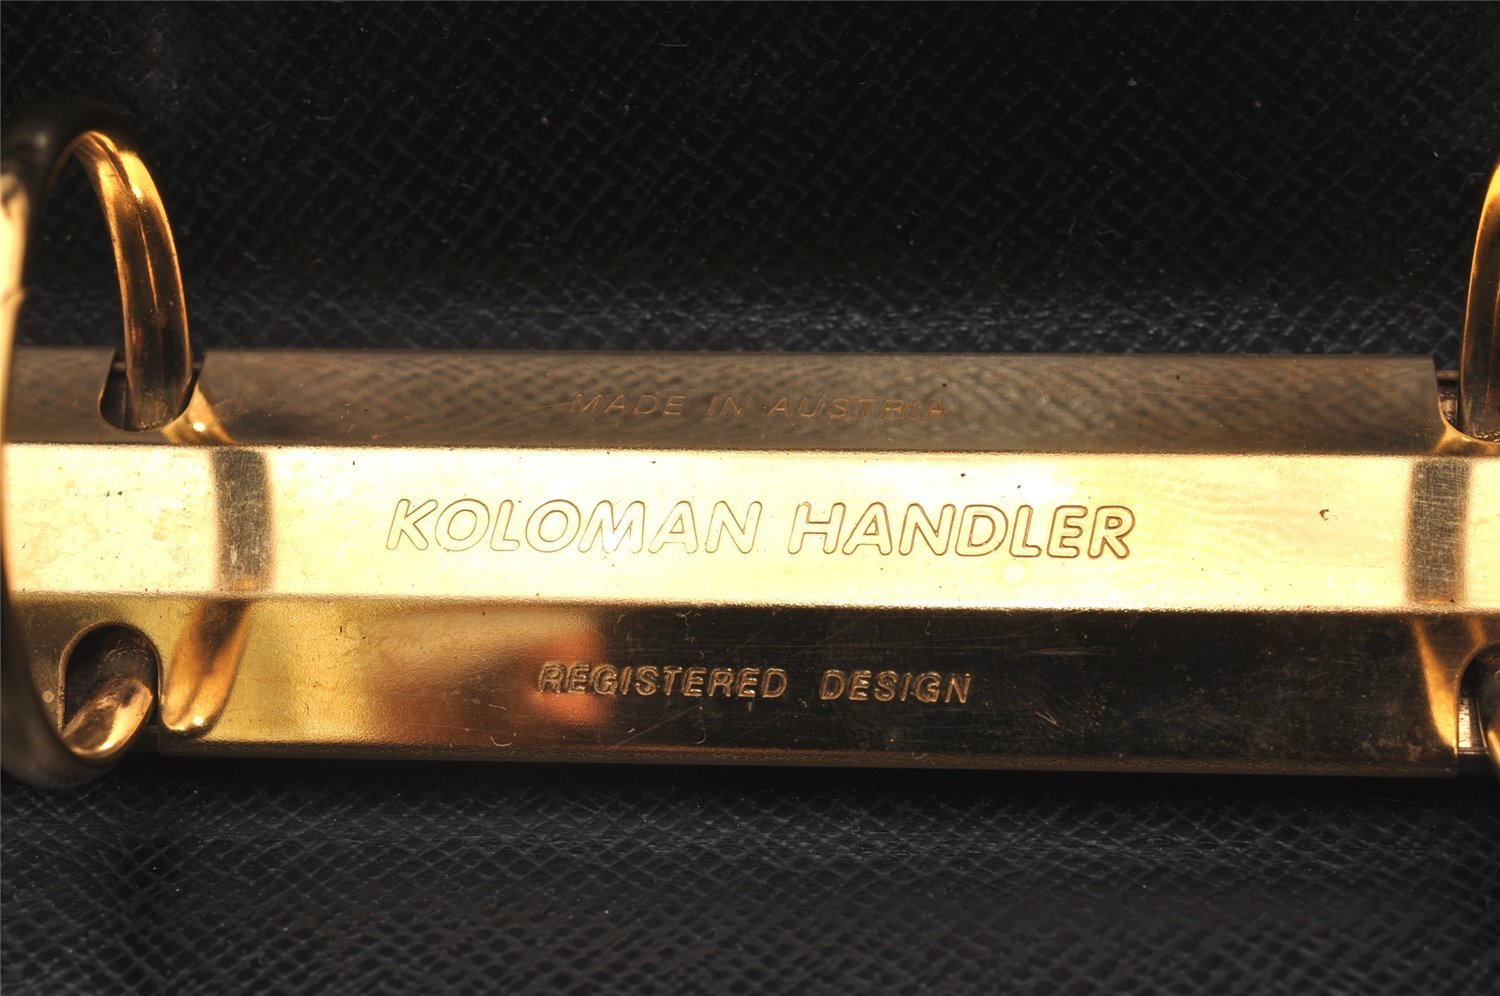 MADE IN AUSTRIA
KOLOMAN HANDLER
REGISTERED DESIGN